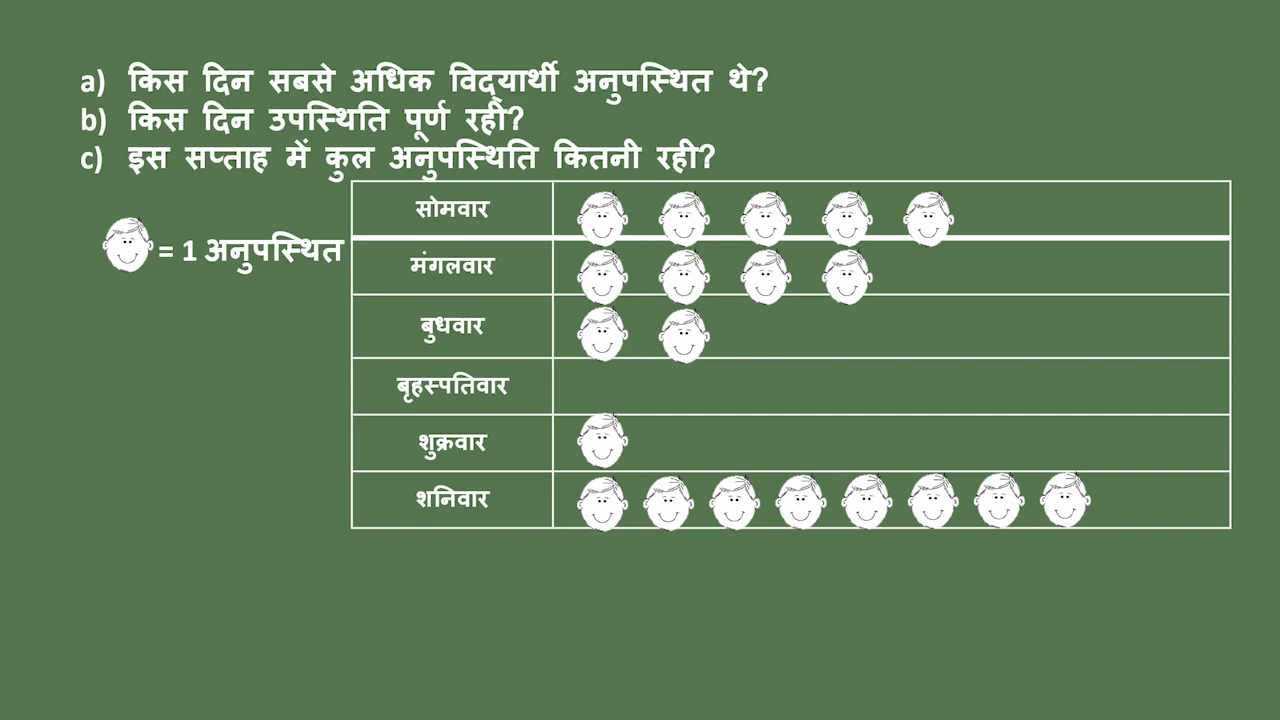 a) किस दिन सबसे अधिक विद्यार्थी अनुपस्थित थे?
b) किस दिन उपस्थिति पूर्ण रही?
c) इस सप्ताह में कुल अनुपस्थिति कितनी रही?
= 1 अनुपस्थित
सोमवार
मंगलवार
बुधवार
बृहस्पतिवार
शुक्रवार
शनिवार